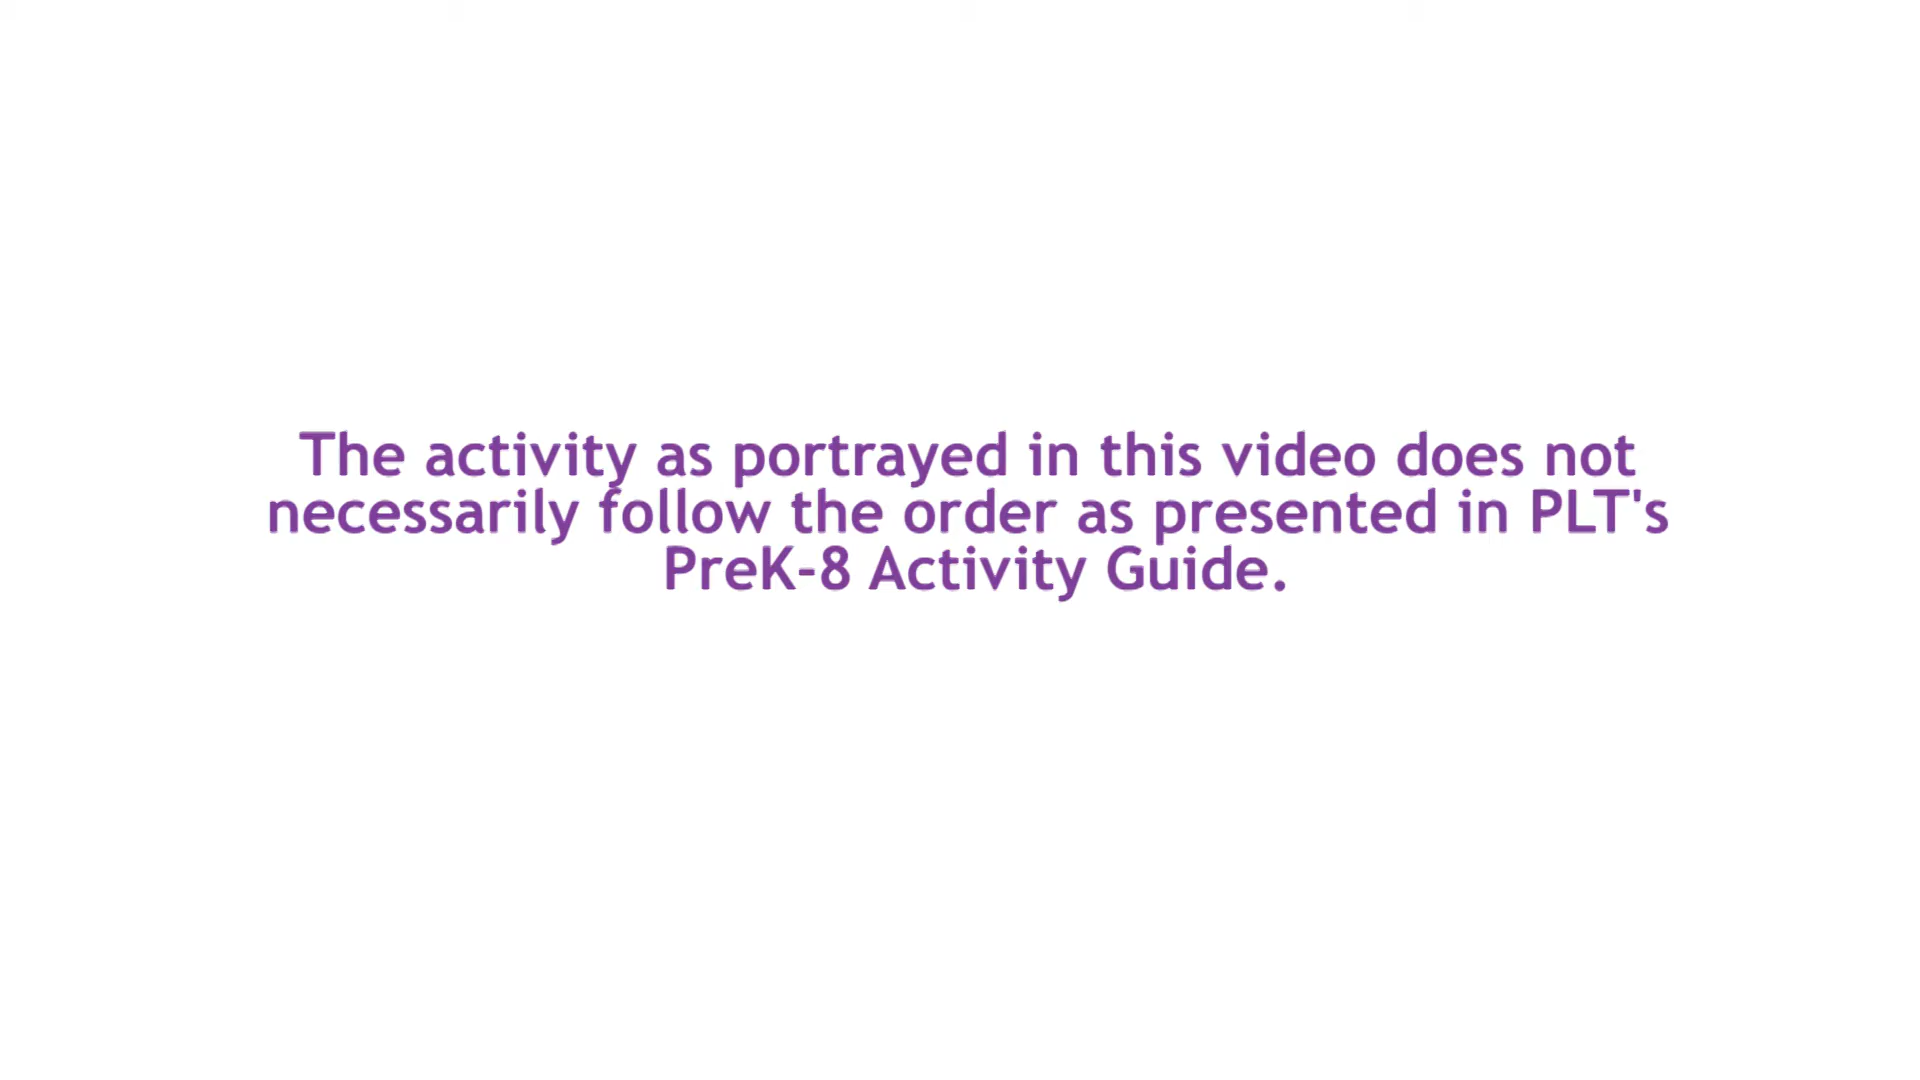 The activity as portrayed in this video does not
necessarily follow the order as presented in PLT's
PreK-8 Activity Guide.